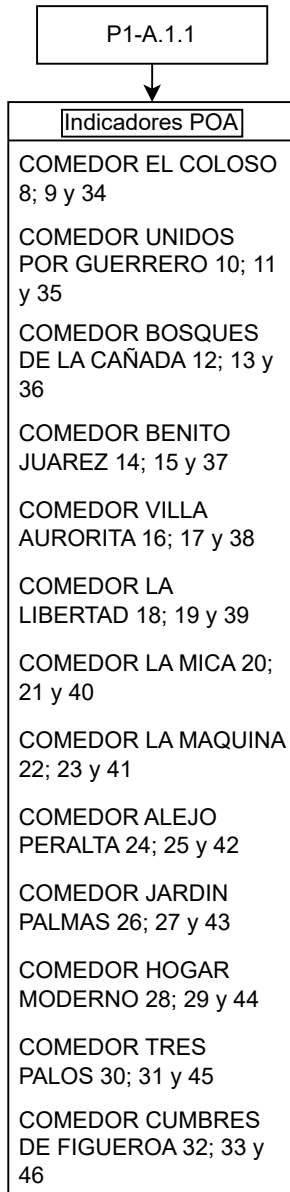 P1-A.1.1
Indicadores POA
COMEDOR EL COLOSO
8; 9 y 34
COMEDOR UNIDOS
POR GUERRERO 10; 11
y 35
COMEDOR BOSQUES
DE LA CAÑADA 12; 13 y
36
COMEDOR BENITO
JUAREZ 14; 15 y 37
COMEDOR VILLA
AURORITA 16; 17 y 38
COMEDOR LA
LIBERTAD 18; 19 y 39
COMEDOR LA MICA 20;
21 y 40
COMEDOR LA MAQUINA
22; 23 y 41
COMEDOR ALEJO
PERALTA 24; 25 y 42
COMEDOR JARDIN
PALMAS 26; 27 y 43
COMEDOR HOGAR
MODERNO 28; 29 y 44
COMEDOR TRES
PALOS 30; 31 y 45
COMEDOR CUMBRES
DE FIGUEROA 32; 33 y
46